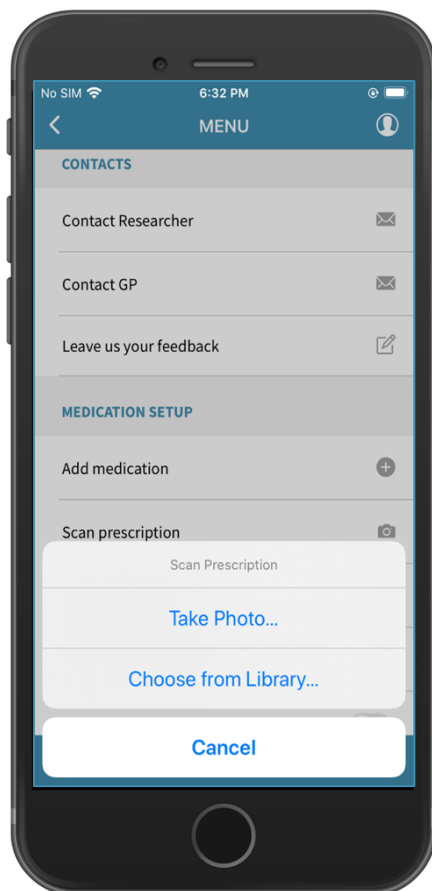 No SIM 6:32 PM
MENU
CONTACTS
Contact Researcher
Contact GP
Leave us your feedback
MEDICATION SETUP
Add medication
Scan prescription
Scan Prescription
Take Photo...
Choose from Library...
Cancel